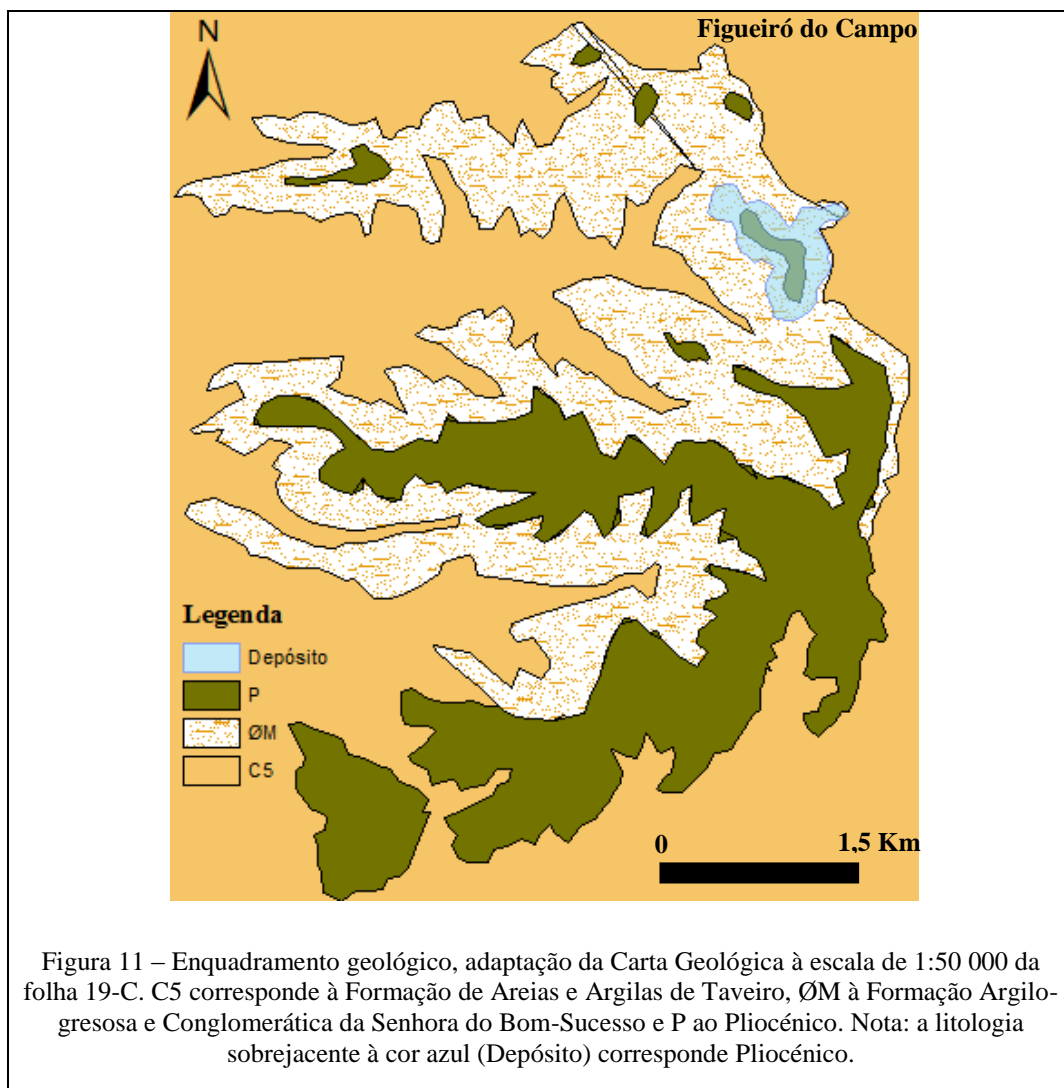 N
Figueiró do Campo
Legenda
Depósito
P
ØM
C5
0 1,5 Km
Figura 11 – Enquadramento geológico, adaptação da Carta Geológica à escala de 1:50 000 da
folha 19-C. C5 corresponde à Formação de Areias e Argilas de Taveiro, ØM à Formação Argilo-
gresosa e Conglomerática da Senhora do Bom-Sucesso e P ao Pliocénico. Nota: a litologia
sobrejacente à cor azul (Depósito) corresponde Pliocénico.